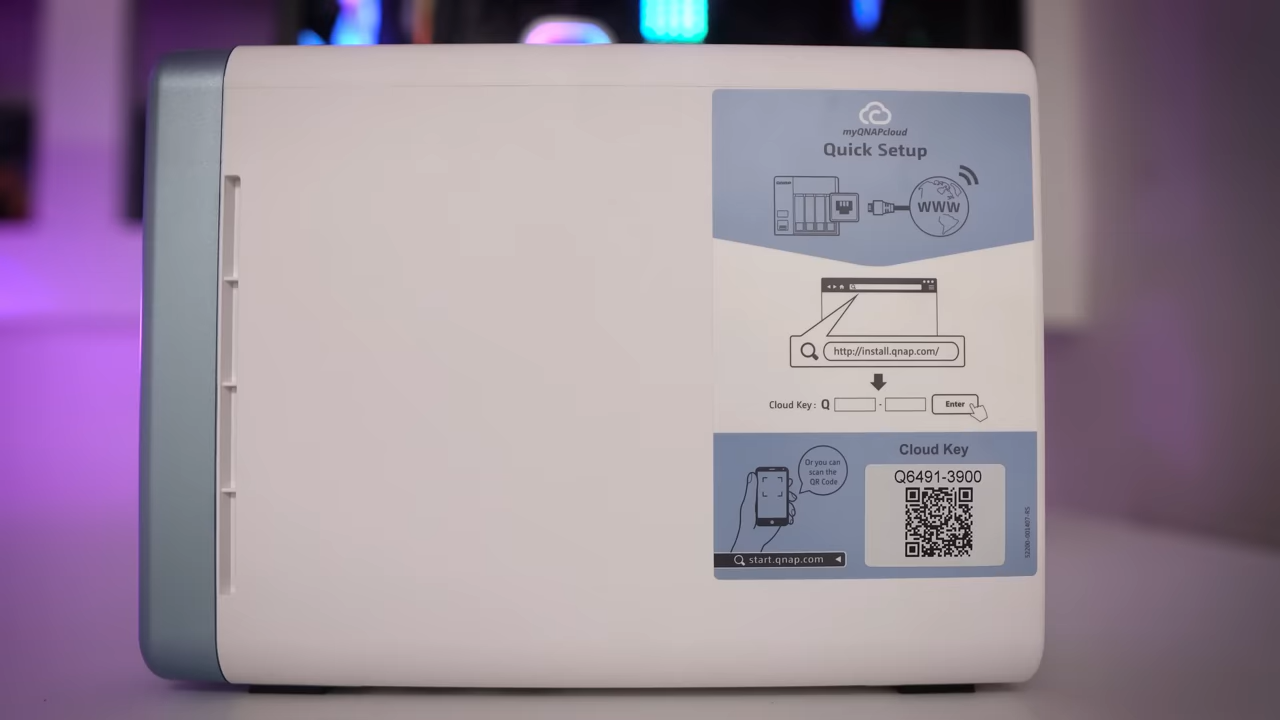 myQNAPcloud
Quick Setup
WWW
http://install.qnap.com/
Cloud Key : Q - Enter
Or you can
scan the
QR Code
start.qnap.com
Cloud Key
Q6491-3900